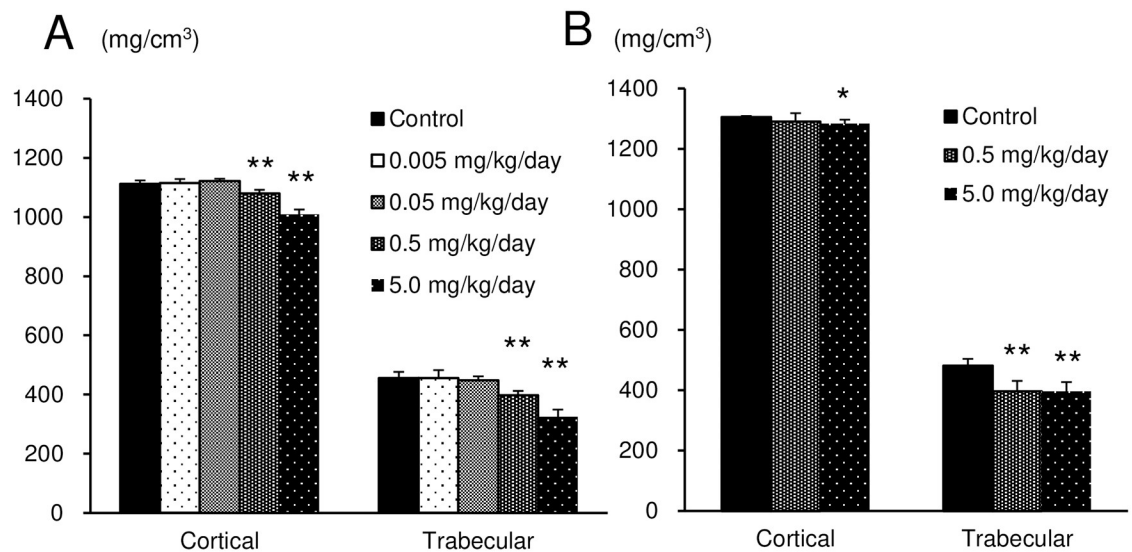 A (mg/cm³)
1400
1200
1000
800
600
400
200
0
Control
0.005 mg/kg/day
0.05 mg/kg/day
0.5 mg/kg/day
5.0 mg/kg/day
** **
** **
Cortical Trabecular
B (mg/cm³)
1400
1200
1000
800
600
400
200
0
Control
0.5 mg/kg/day
5.0 mg/kg/day
*
** **
Cortical Trabecular